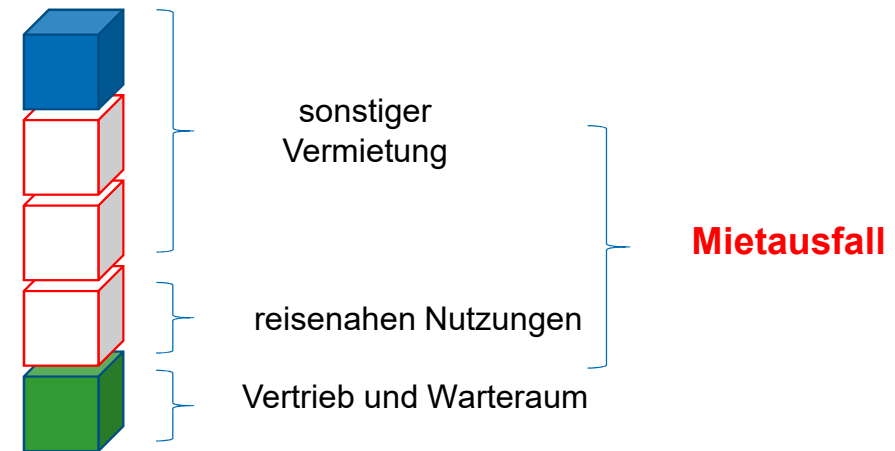 sonstiger
Vermietung
Mietausfall
reisenahen Nutzungen
Vertrieb und Warteraum